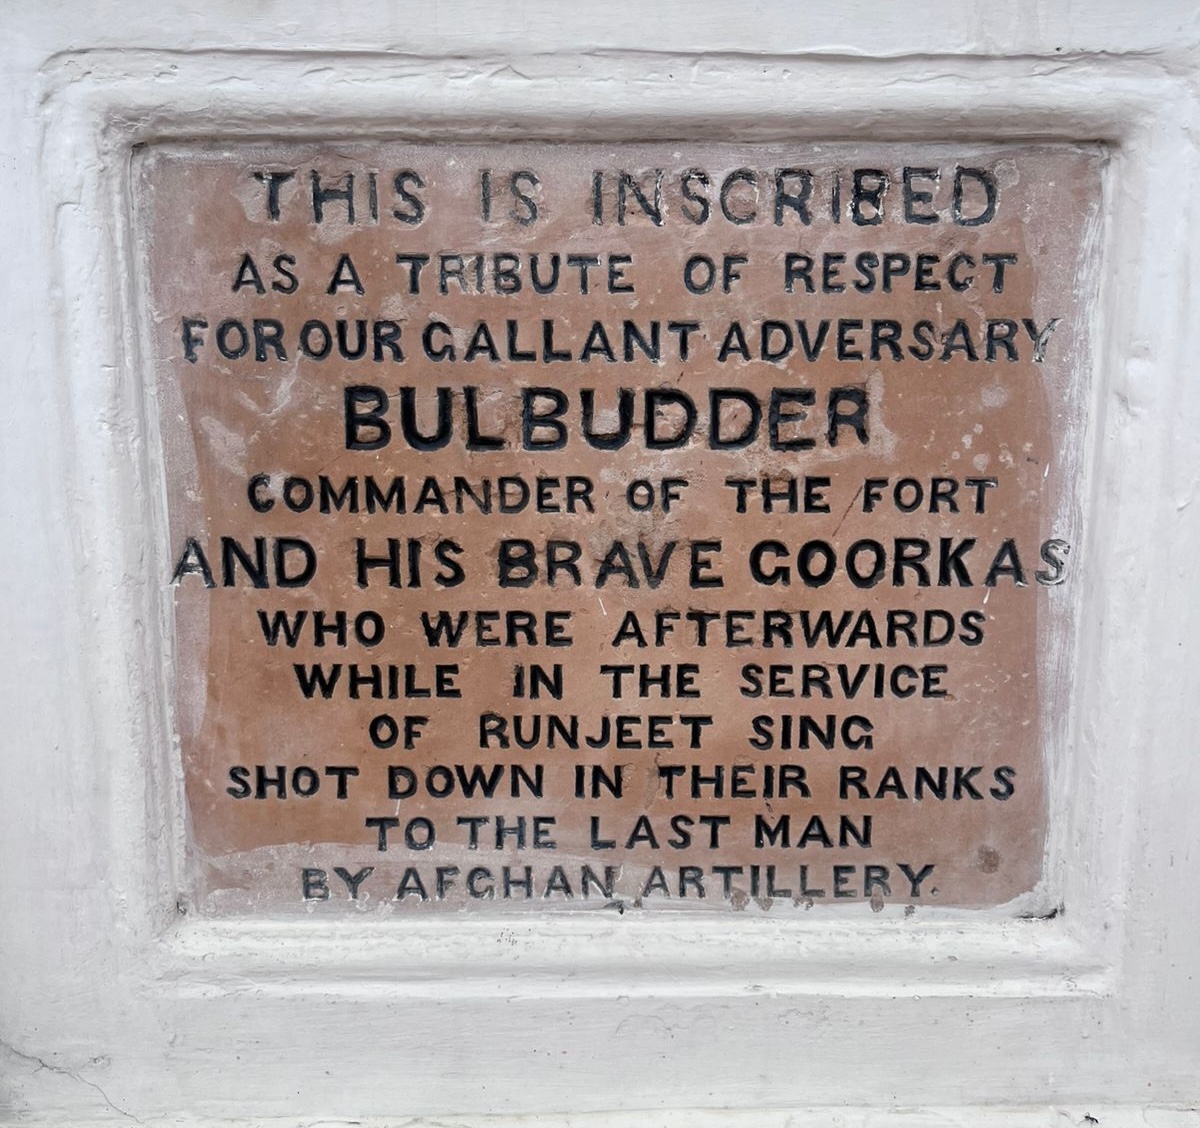 THIS IS INSCRIBED
AS A TRIBUTE OF RESPECT
FOR OUR GALLANT ADVERSARY
BULBUDDER
COMMANDER OF THE FORT
AND HIS BRAVE GOORKAS
WHO WERE AFTERWARDS
WHILE IN THE SERVICE
OF RUNJEET SING
SHOT DOWN IN THEIR RANKS
TO THE LAST MAN
BY AFGHAN ARTILLERY.